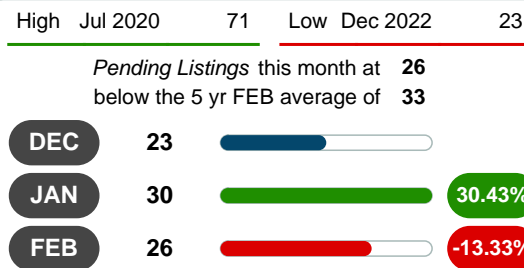 High Jul 2020 71 Low Dec 2022 23
Pending Listings this month at 26
below the 5 yr FEB average of 33
DEC 23
JAN 30 30.43%
FEB 26 -13.33%